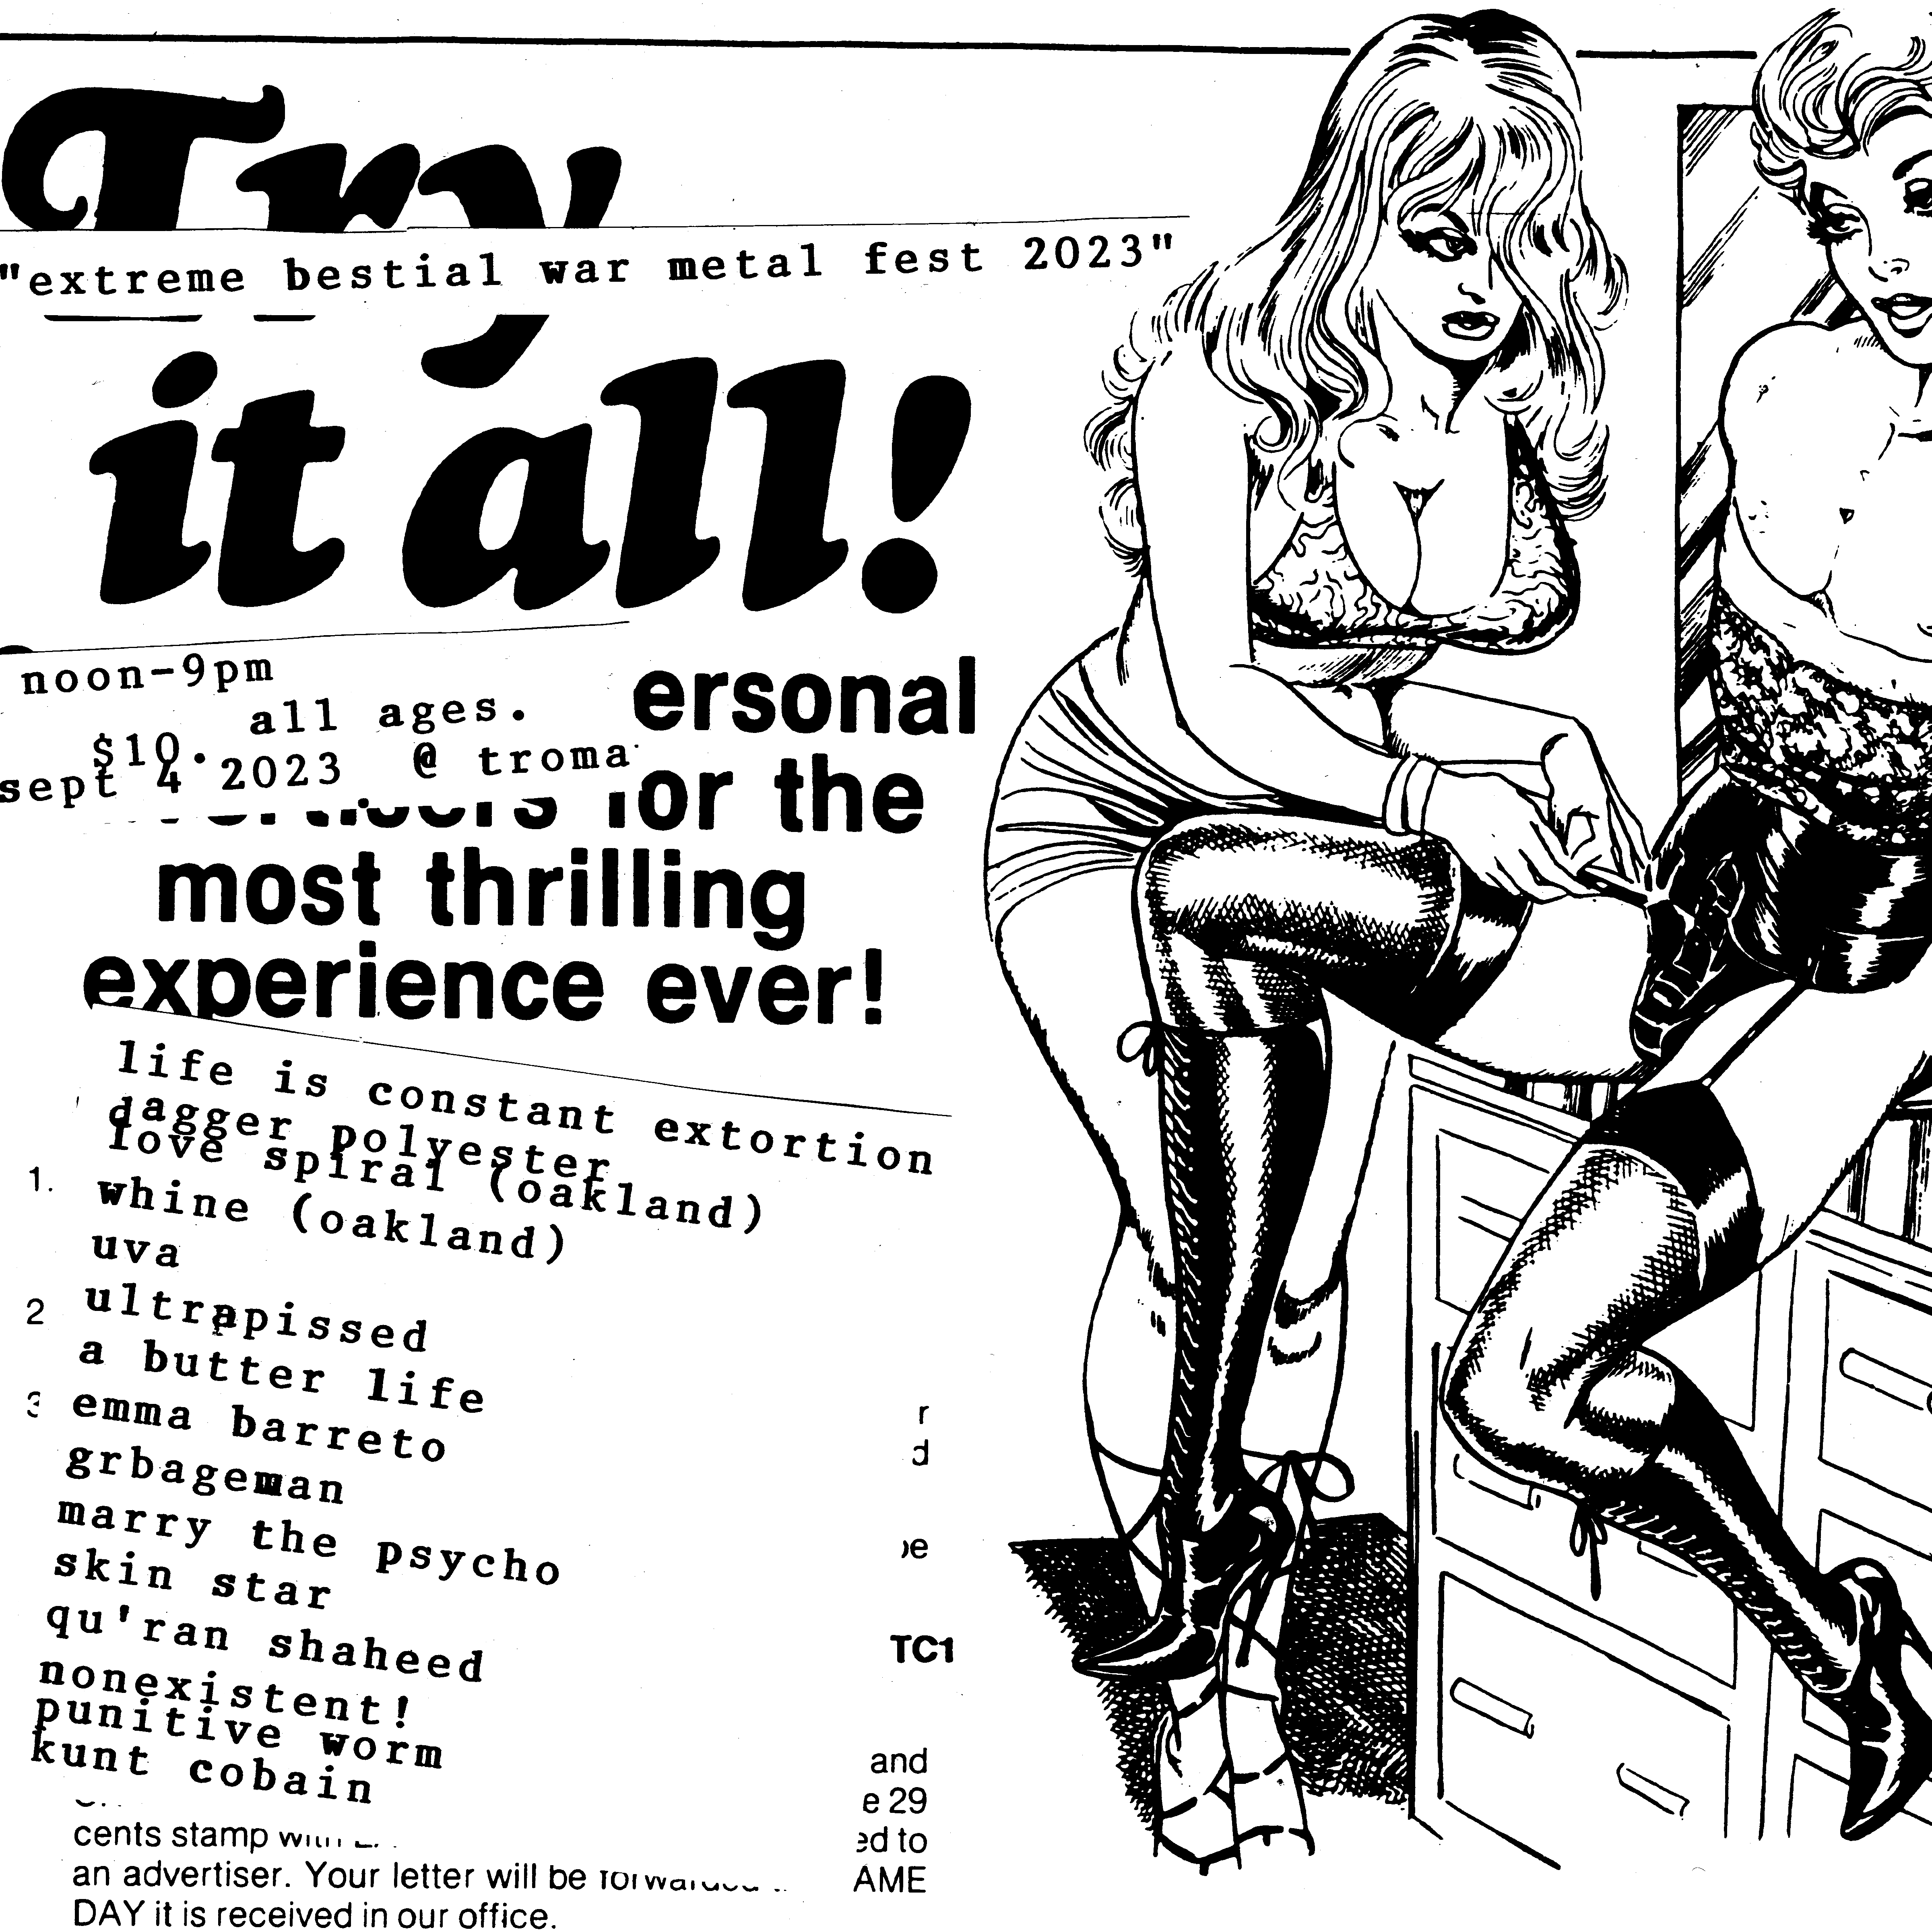 Try
"extreme bestial war metal fest 2023"
it all!
noon-9pm
all ages.
$10.
sept 4 2023 @ troma
ersonal
for the
most thrilling
experience ever!
life is constant extortion
dagger polyester
love spiral (oakland)
1.
whine (oakland)
uva
2
ultrapissed
a butter life
3
emma barreto
r
d
grbageman
marry the psycho
e
skin star
qu'ran shaheed
TC1
nonexistent!
punitive worm
kunt cobain
and
e 29
cents stamp
ed to
an advertiser. Your letter will be forwarded
AME
DAY it is received in our office.